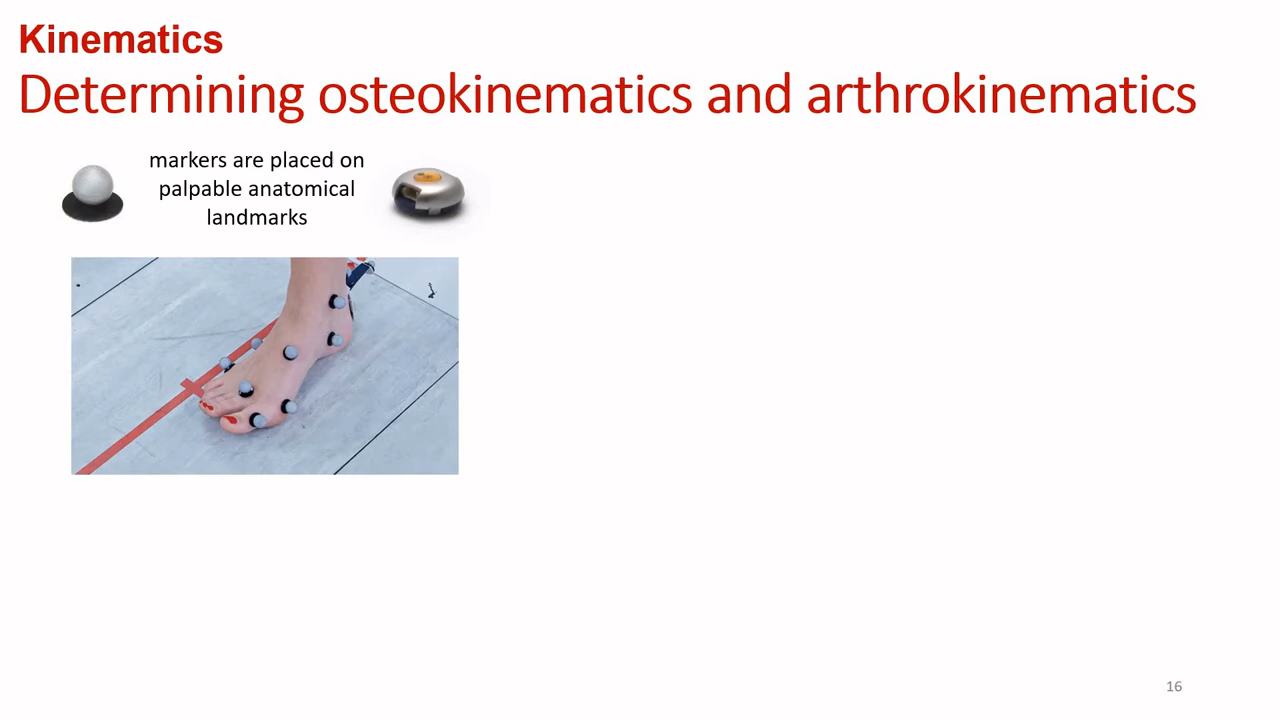 Kinematics
Determining osteokinematics and arthrokinematics
markers are placed on
palpable anatomical
landmarks
16